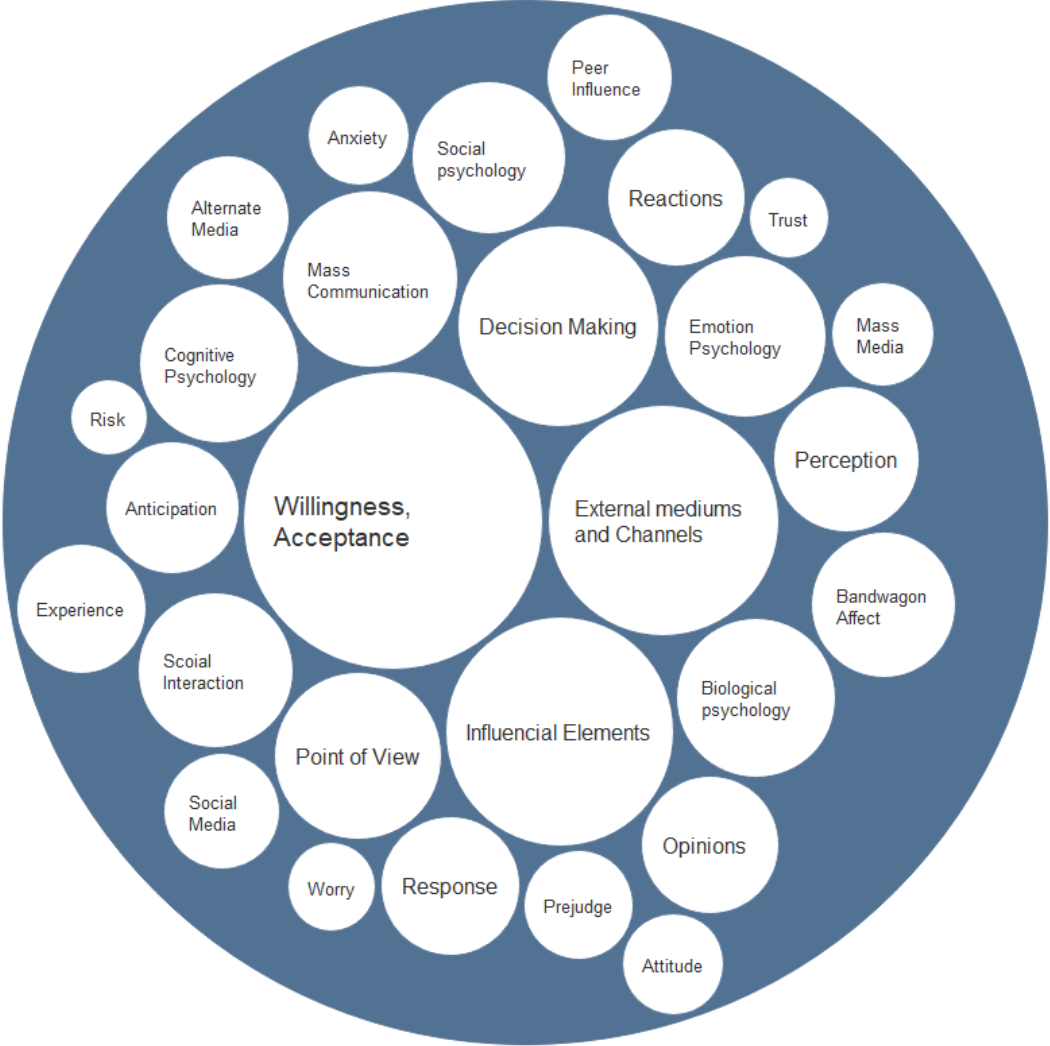 Peer
Influence
Anxiety
Social
psychology
Reactions
Alternate
Media
Trust
Mass
Communication
Decision Making
Emotion
Psychology
Mass
Media
Cognitive
Psychology
Risk
Perception
Anticipation
Willingness,
Acceptance
External mediums
and Channels
Experience
Bandwagon
Affect
Scoial
Interaction
Biological
psychology
Point of View
Influencial Elements
Social
Media
Opinions
Worry
Response
Prejudge
Attitude